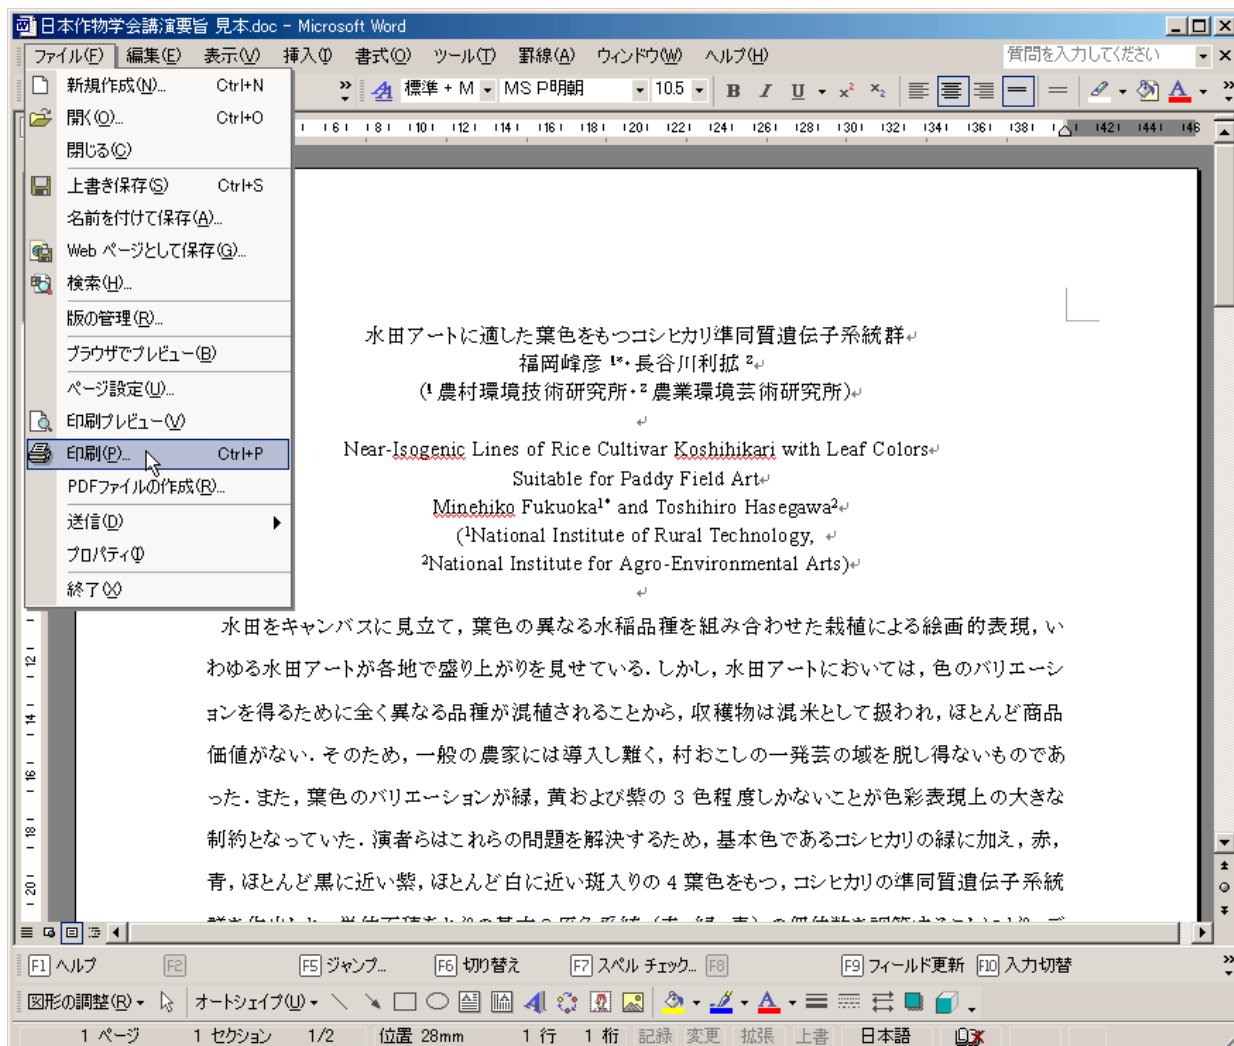 日本作物学会講演要旨 見本.doc - Microsoft Word
ファイル(F) 編集(E) 表示(V) 挿入(I) 書式(O) ツール(T) 罫線(A) ウィンドウ(W) ヘルプ(H) 質問を入力してください
標準 + M MS P明朝 10.5 B I U x² x₂ A
新規作成(N)... Ctrl+N
開く(O)... Ctrl+O
閉じる(C)
上書き保存(S) Ctrl+S
名前を付けて保存(A)...
Web ページとして保存(G)...
検索(H)...
版の管理(R)...
ブラウザでプレビュー(B)
ページ設定(U)...
印刷プレビュー(V)
印刷(P)... Ctrl+P
PDFファイルの作成(R)...
送信(D)
プロパティ(I)
終了(X)
6 8 10 12 14 16 18 20 22 24 26 28 30 32 34 36 38 42 44 46
水田アートに適した葉色をもつコシヒカリ準同質遺伝子系統群
福岡峰彦 ¹*・長谷川利拡 ²
(¹ 農村環境技術研究所・² 農業環境芸術研究所)
Near-Isogenic Lines of Rice Cultivar Koshihikari with Leaf Colors
Suitable for Paddy Field Art
Minehiko Fukuoka¹* and Toshihiro Hasegawa²
(¹National Institute of Rural Technology,
²National Institute for Agro-Environmental Arts)
水田をキャンバスに見立て，葉色の異なる水稲品種を組み合わせた栽植による絵画的表現，い
わゆる水田アートが各地で盛り上がりを見せている．しかし，水田アートにおいては，色のバリエーシ
ョンを得るために全く異なる品種が混植されることから，収穫物は混米として扱われ，ほとんど商品
価値がない．そのため，一般の農家には導入し難く，村おこしの一発芸の域を脱し得ないものであ
った．また，葉色のバリエーションが緑，黄および紫の 3 色程度しかないことが色彩表現上の大きな
制約となっていた．演者らはこれらの問題を解決するため，基本色であるコシヒカリの緑に加え，赤，
青，ほとんど黒に近い紫，ほとんど白に近い斑入りの 4 葉色をもつ，コシヒカリの準同質遺伝子系統
12
14
16
18
20
F1 ヘルプ F2 F5 ジャンプ... F6 切り替え F7 スペル チェック... F8 F9 フィールド更新 F10 入力切替
図形の調整(R) オートシェイプ(U)
1 ページ 1 セクション 1/2 位置 28mm 1 行 1 桁 記録 変更 拡張 上書 日本語